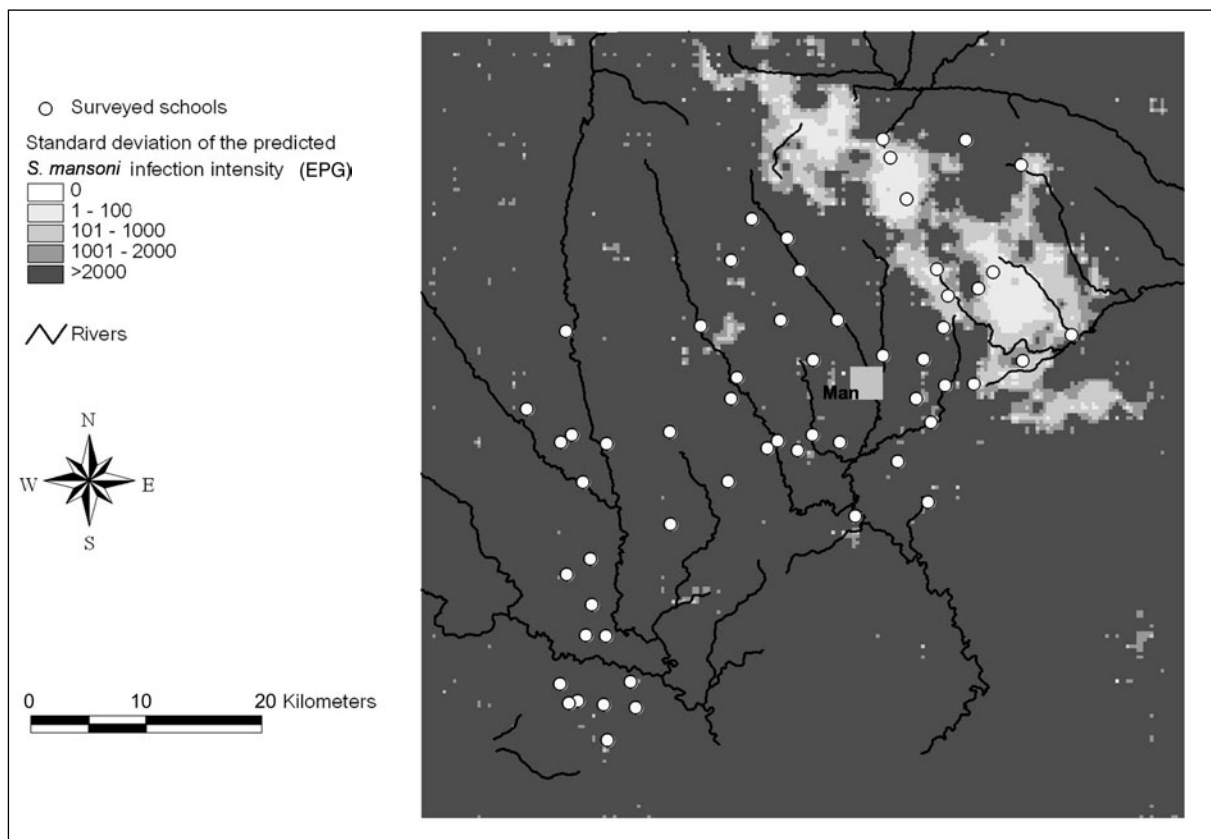 Surveyed schools
Standard deviation of the predicted
S. mansoni infection intensity (EPG)
0
1 - 100
101 - 1000
1001 - 2000
>2000
Rivers
N
W E
S
0 10 20 Kilometers
Man